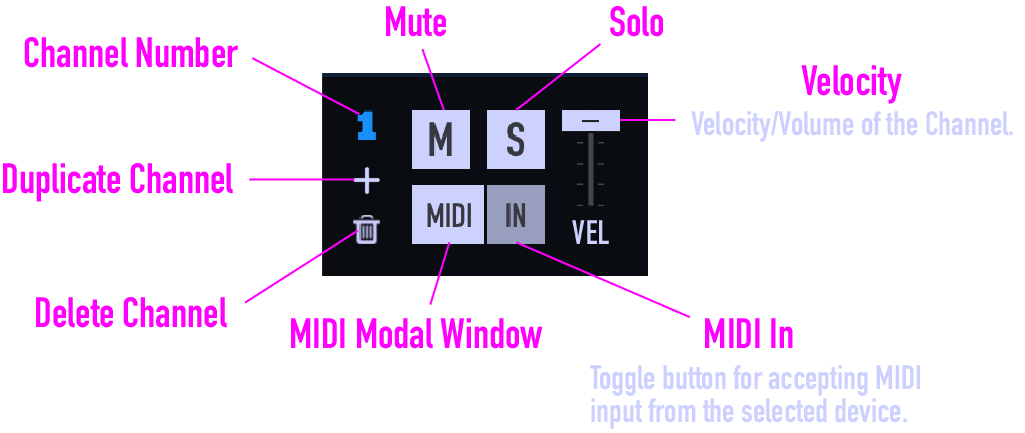 Mute
Solo
Channel Number
Velocity
Velocity/Volume of the Channel.
1
M
S
Duplicate Channel
MIDI
IN
VEL
Delete Channel
MIDI Modal Window
MIDI In
Toggle button for accepting MIDI
input from the selected device.